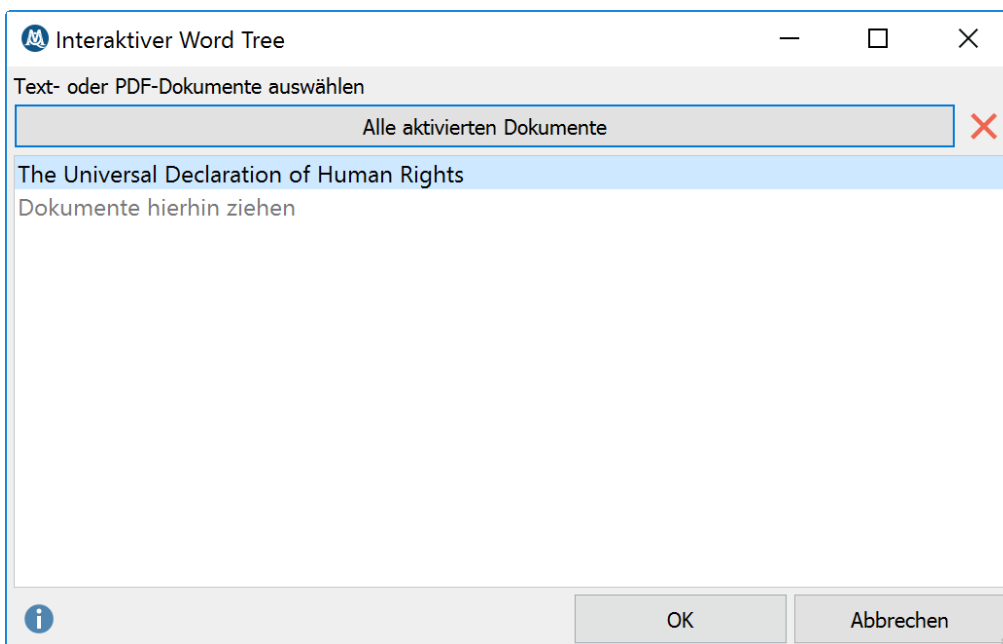 Interaktiver Word Tree
Text- oder PDF-Dokumente auswählen
Alle aktivierten Dokumente
The Universal Declaration of Human Rights
Dokumente hierhin ziehen
OK
Abbrechen